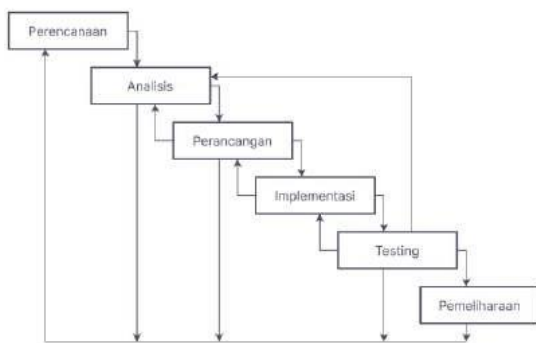 Perencanaan
Analisis
Perancangan
Implementasi
Testing
Pemeliharaan